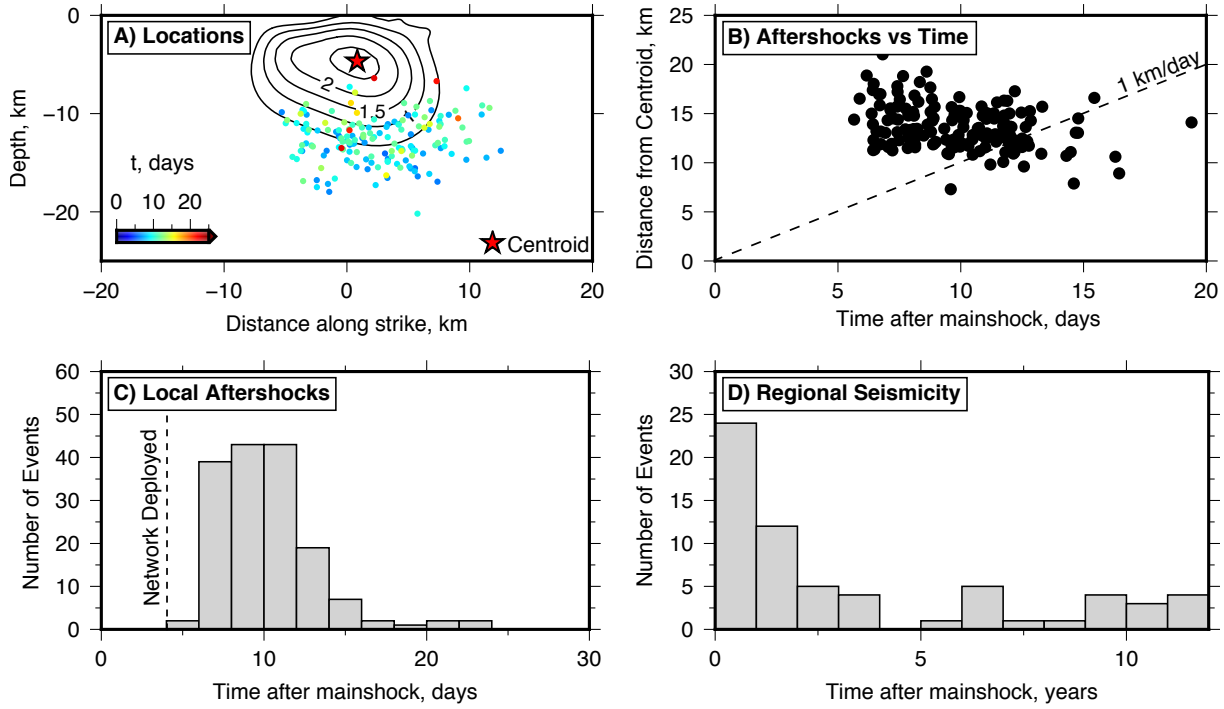 A) Locations
0
−10
−20
Depth, km
2
1.5
t, days
0 10 20
Centroid
−20 −10 0 10 20
Distance along strike, km
B) Aftershocks vs Time
25
20
15
10
5
0
Distance from Centroid, km
1 km/day
0 5 10 15 20
Time after mainshock, days
C) Local Aftershocks
60
50
40
30
20
10
0
Number of Events
Network Deployed
0 10 20 30
Time after mainshock, days
D) Regional Seismicity
30
25
20
15
10
5
0
Number of Events
0 5 10
Time after mainshock, years